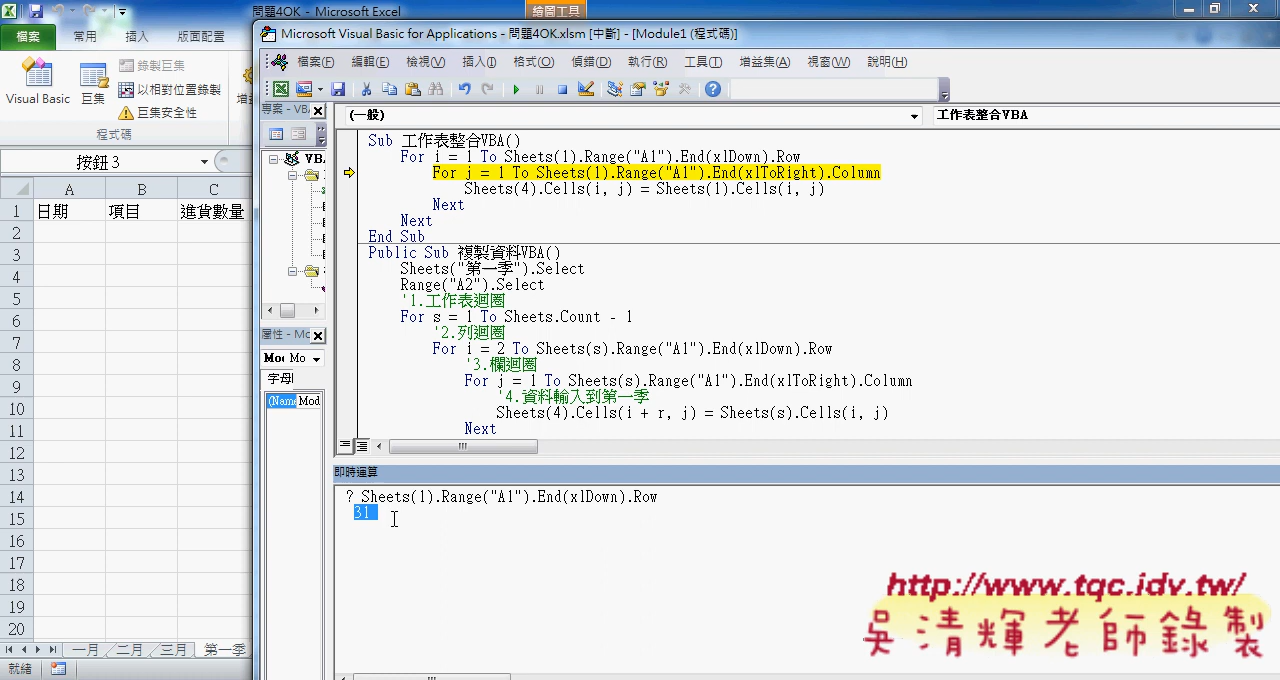 問題4OK - Microsoft Excel
繪圖工具
檔案
常用
插入
版面配置
Visual Basic
巨集
錄製巨集
以相對位置錄製
巨集安全性
程式碼
按鈕 3
A B C
1 日期 項目 進貨數量
2
3
4
5
6
7
8
9
10
11
12
13
14
15
16
17
18
19
20
一月 二月 三月 第一季
就緒
Microsoft Visual Basic for Applications - 問題4OK.xlsm [中斷] - [Module1 (程式碼)]
檔案(F) 編輯(E) 檢視(V) 插入(I) 格式(O) 偵錯(D) 執行(R) 工具(T) 增益集(A) 視窗(W) 說明(H)
專案 - VB
屬性 - Mo
Mod Mo
字母
(Name Mod
(一般)
工作表整合VBA
Sub 工作表整合VBA()
For i = 1 To Sheets(1).Range("A1").End(xlDown).Row
For j = 1 To Sheets(1).Range("A1").End(xlToRight).Column
Sheets(4).Cells(i, j) = Sheets(1).Cells(i, j)
Next
Next
End Sub
Public Sub 複製資料VBA()
Sheets("第一季").Select
Range("A2").Select
'1.工作表迴圈
For s = 1 To Sheets.Count - 1
'2.列迴圈
For i = 2 To Sheets(s).Range("A1").End(xlDown).Row
'3.欄迴圈
For j = 1 To Sheets(s).Range("A1").End(xlToRight).Column
'4.資料輸入到第一季
Sheets(4).Cells(i + r, j) = Sheets(s).Cells(i, j)
Next
即時運算
? Sheets(1).Range("A1").End(xlDown).Row
31
http://www.tqc.idv.tw/
吳清輝老師錄製